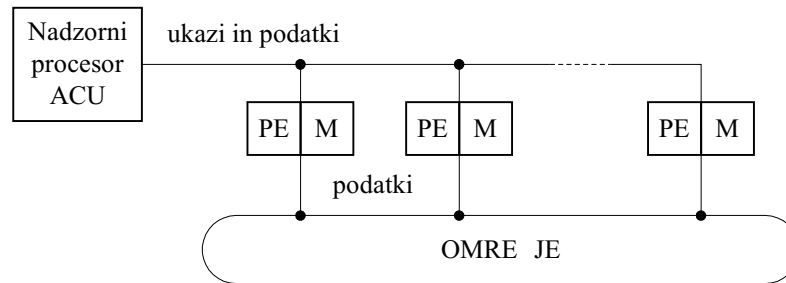 Nadzorni
procesor
ACU
ukazi in podatki
PE M PE M PE M
podatki
OMRE JE